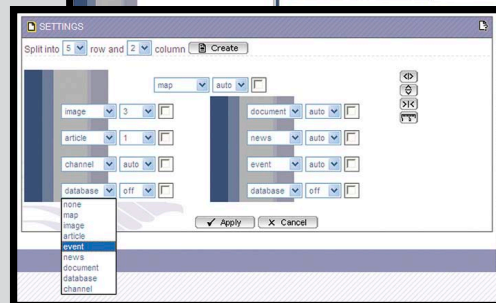 SETTINGS
Split into 5 row and 2 column Create
map auto
image 3 document auto
article 1 news auto
channel auto event auto
database off database off
none
map
image
article
event
news
document
database
channel
Apply X Cancel